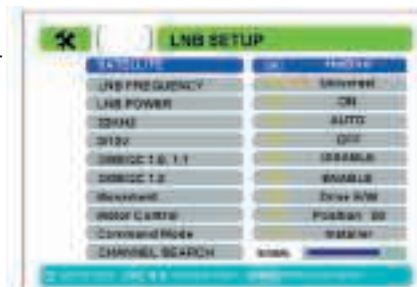 LNB SETUP
SATELLITE
LNB FREQUENCY Universal
LNB POWER ON
22KHZ AUTO
0/12V OFF
DISEQC 1.0, 1.1 DISABLE
DISEQC 1.2 ENABLE
Movement Drive E/W
Motor Control Position
Command Mode Installer
CHANNEL SEARCH